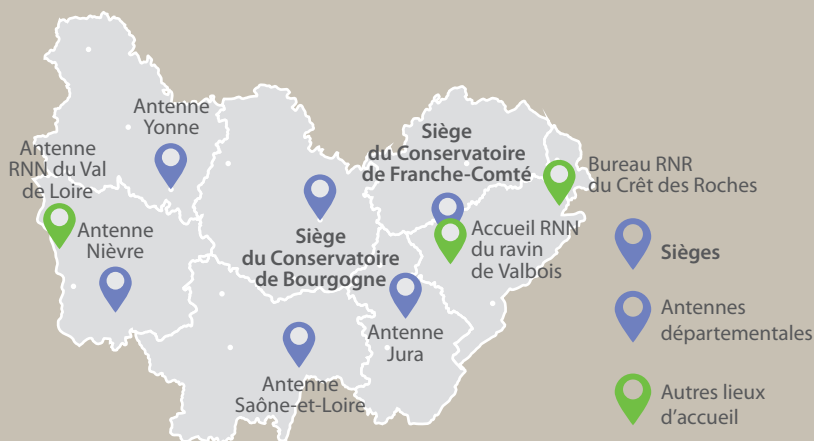 Antenne
Yonne
Antenne
RNN du Val
de Loire
Antenne
Nièvre
Siège
du Conservatoire
de Bourgogne
Siège
du Conservatoire
de Franche-Comté
Bureau RNR
du Crêt des Roches
Accueil RNN
du ravin
de Valbois
Antenne
Jura
Antenne
Saône-et-Loire
Sièges
Antennes
départementales
Autres lieux
d'accueil